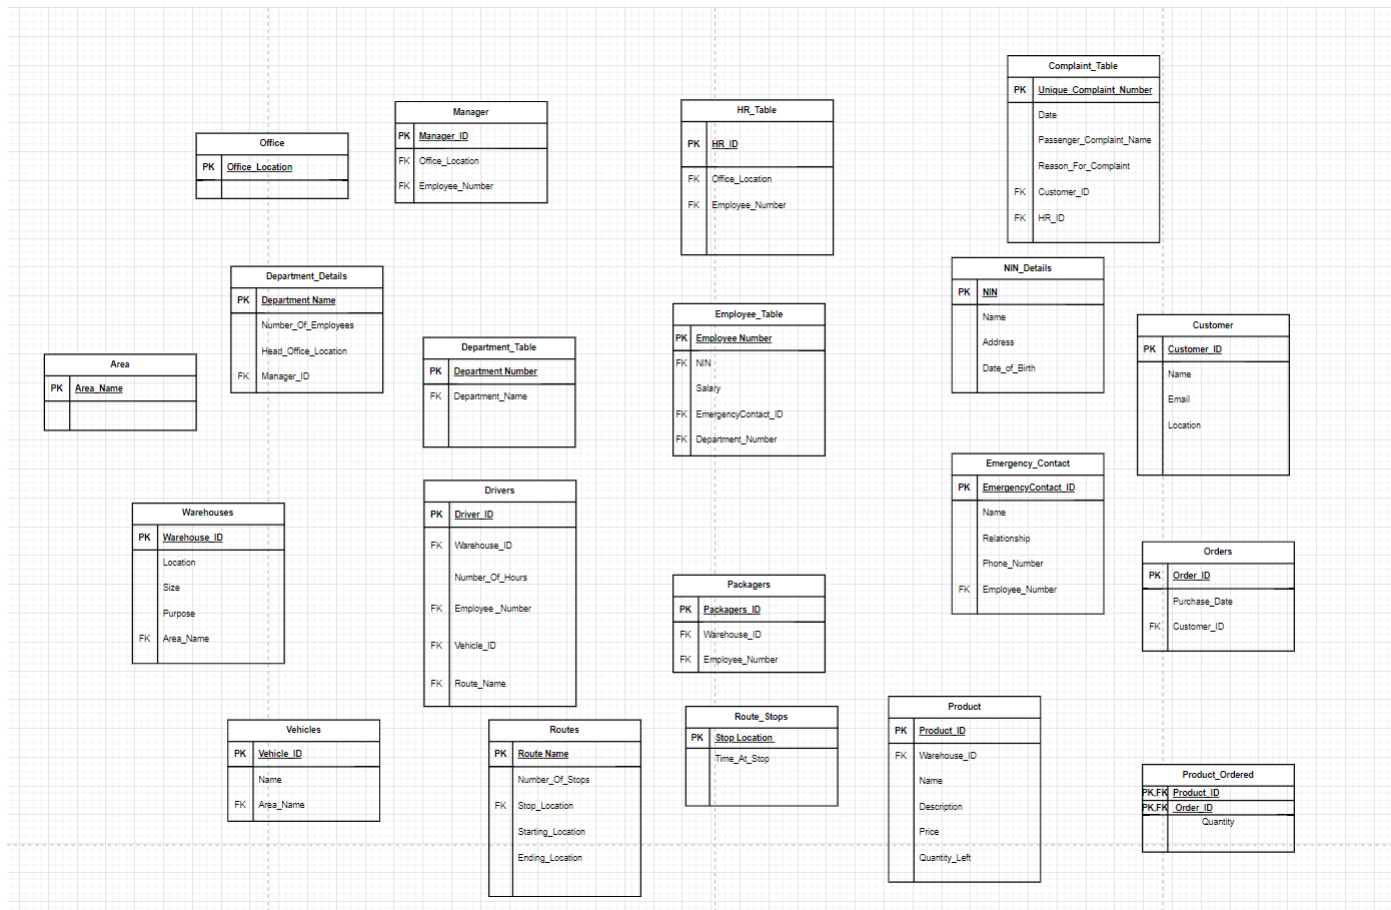 Complaint_Table
PK Unique_Complaint_Number
Date
Passenger_Complaint_Name
Reason_For_Complaint
FK Customer_ID
FK HR_ID
Manager
PK Manager_ID
FK Office_Location
FK Employee_Number
HR_Table
PK HR_ID
FK Office_Location
FK Employee_Number
Office
PK Office_Location
Department_Details
PK Department Name
Number_Of_Employees
Head_Office_Location
FK Manager_ID
NIN_Details
PK NIN
Name
Address
Date_of_Birth
Employee_Table
PK Employee Number
FK NIN
Salary
FK EmergencyContact_ID
FK Department_Number
Customer
PK Customer_ID
Name
Email
Location
Department_Table
PK Department Number
FK Department_Name
Area
PK Area_Name
Emergency_Contact
PK EmergencyContact_ID
Name
Relationship
Phone_Number
FK Employee_Number
Drivers
PK Driver_ID
FK Warehouse_ID
Number_Of_Hours
FK Employee _Number
FK Vehicle_ID
FK Route_Name
Warehouses
PK Warehouse_ID
Location
Size
Purpose
FK Area_Name
Orders
PK Order_ID
Purchase_Date
FK Customer_ID
Packagers
PK Packagers_ID
FK Warehouse_ID
FK Employee_Number
Product
PK Product_ID
FK Warehouse_ID
Name
Description
Price
Quantity_Left
Route_Stops
PK Stop Location
Time_At_Stop
Vehicles
PK Vehicle_ID
Name
FK Area_Name
Routes
PK Route Name
Number_Of_Stops
FK Stop_Location
Starting_Location
Ending_Location
Product_Ordered
PK,FK Product_ID
PK,FK Order_ID
Quantity